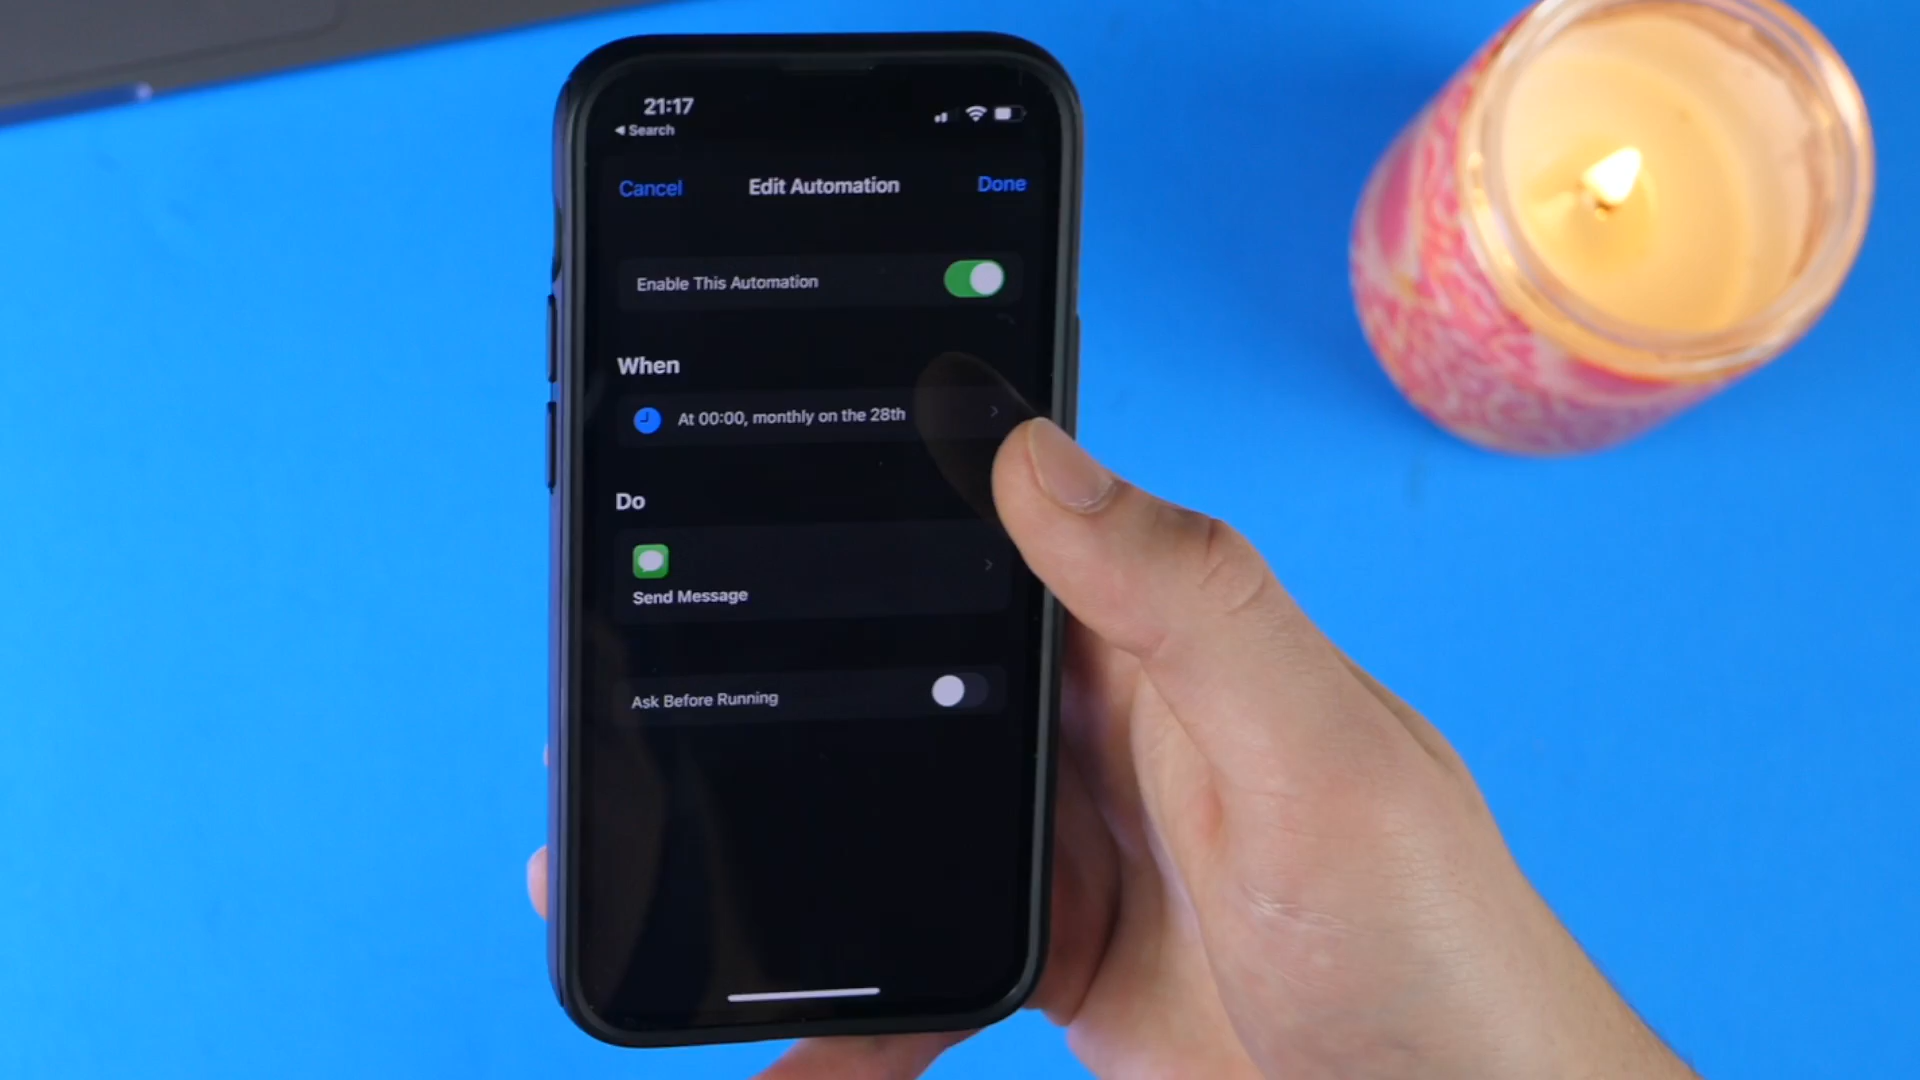 21:17
◀ Search
Cancel
Edit Automation
Done
Enable This Automation
When
At 00:00, monthly on the 28th
Do
Send Message
Ask Before Running